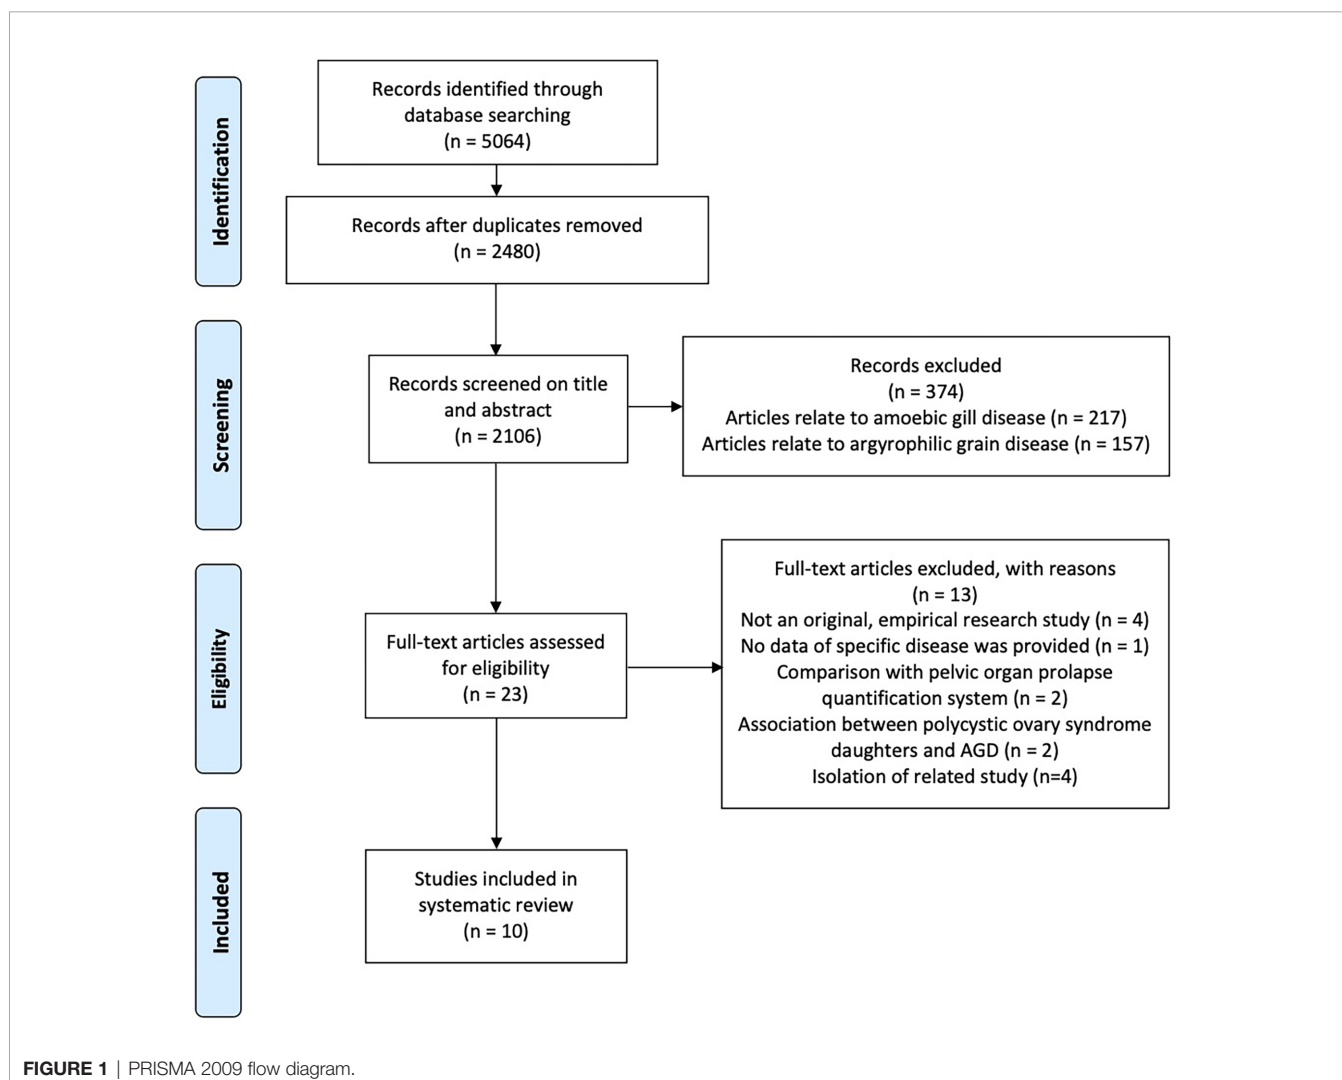 Identification
Records identified through
database searching
(n = 5064)
Records after duplicates removed
(n = 2480)
Screening
Records screened on title
and abstract
(n = 2106)
Records excluded
(n = 374)
Articles relate to amoebic gill disease (n = 217)
Articles relate to argyrophilic grain disease (n = 157)
Eligibility
Full-text articles assessed
for eligibility
(n = 23)
Full-text articles excluded, with reasons
(n = 13)
Not an original, empirical research study (n = 4)
No data of specific disease was provided (n = 1)
Comparison with pelvic organ prolapse
quantification system (n = 2)
Association between polycystic ovary syndrome
daughters and AGD (n = 2)
Isolation of related study (n=4)
Included
Studies included in
systematic review
(n = 10)
FIGURE 1 | PRISMA 2009 flow diagram.